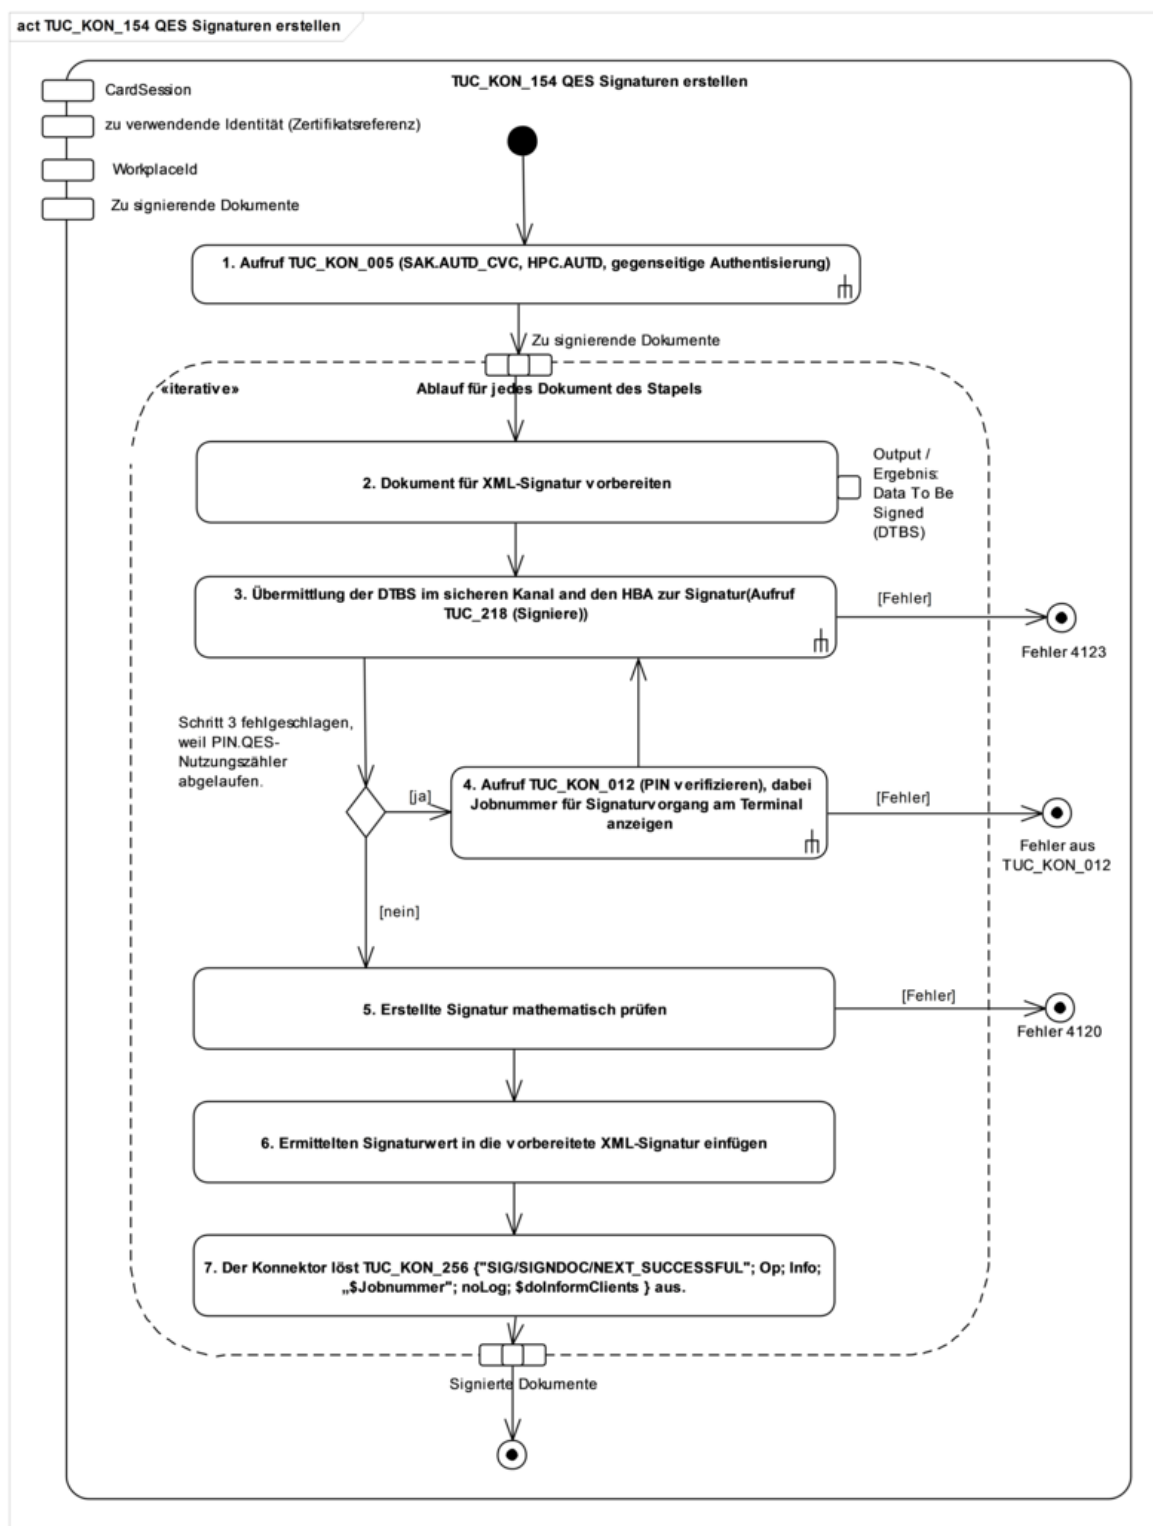 act TUC_KON_154 QES Signaturen erstellen
TUC_KON_154 QES Signaturen erstellen
CardSession
zu verwendende Identität (Zertifikatsreferenz)
WorkplaceId
Zu signierende Dokumente
1. Aufruf TUC_KON_005 (SAK.AUTD_CVC, HPC.AUTD, gegenseitige Authentisierung)
Zu signierende Dokumente
«iterative»
Ablauf für jedes Dokument des Stapels
2. Dokument für XML-Signatur vorbereiten
Output /
Ergebnis:
Data To Be
Signed
(DTBS)
3. Übermittlung der DTBS im sicheren Kanal and den HBA zur Signatur(Aufruf
TUC_218 (Signiere))
[Fehler]
Fehler 4123
Schritt 3 fehlgeschlagen,
weil PIN.QES-
Nutzungszähler
abgelaufen.
[ja]
4. Aufruf TUC_KON_012 (PIN verifizieren), dabei
Jobnummer für Signaturvorgang am Terminal
anzeigen
[Fehler]
Fehler aus
TUC_KON_012
[nein]
5. Erstellte Signatur mathematisch prüfen
[Fehler]
Fehler 4120
6. Ermittelten Signaturwert in die vorbereitete XML-Signatur einfügen
7. Der Konnektor löst TUC_KON_256 {"SIG/SIGNDOC/NEXT_SUCCESSFUL"; Op; Info;
„$Jobnummer"; noLog; $doInformClients } aus.
Signierte Dokumente